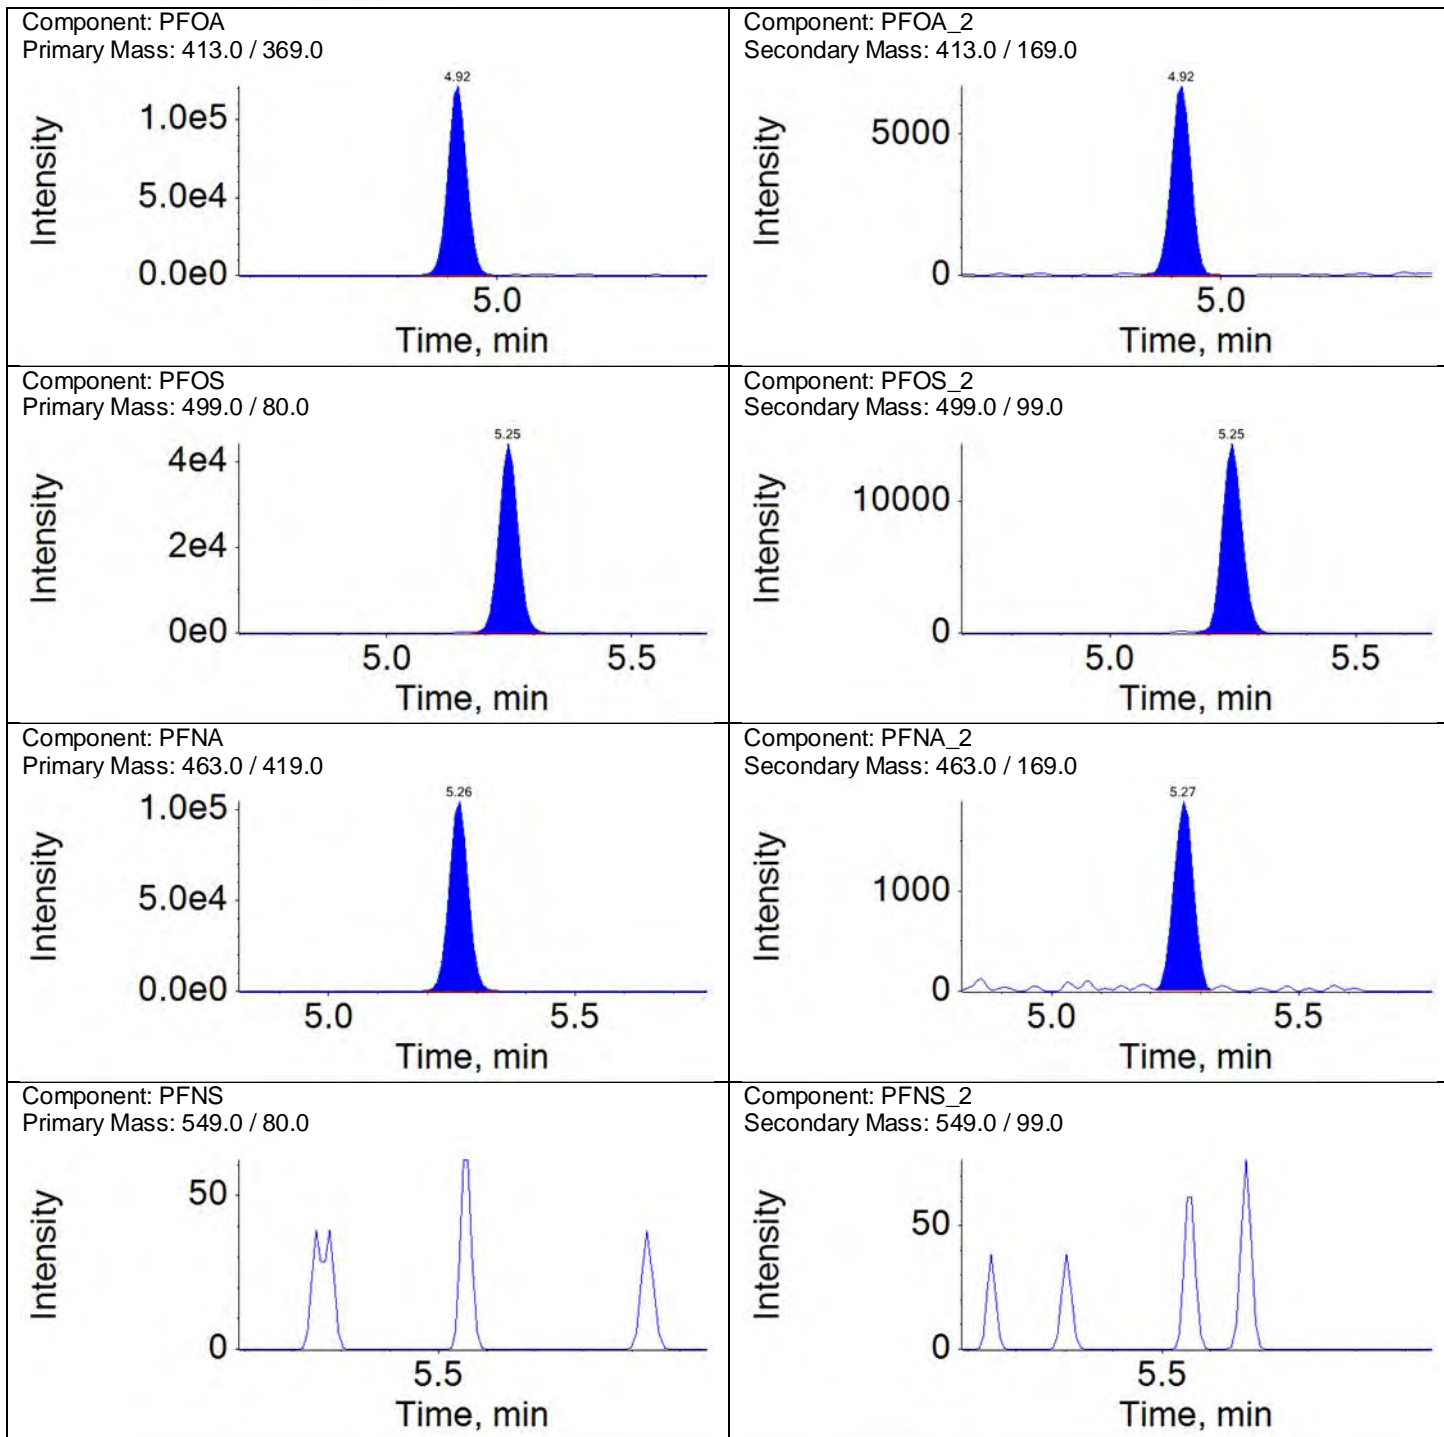 Component: PFOA
Primary Mass: 413.0 / 369.0
4.92
1.0e5
5.0e4
0.0e0
Intensity
5.0
Time, min
Component: PFOA_2
Secondary Mass: 413.0 / 169.0
4.92
5000
0
Intensity
5.0
Time, min
Component: PFOS
Primary Mass: 499.0 / 80.0
5.25
4e4
2e4
0e0
Intensity
5.0 5.5
Time, min
Component: PFOS_2
Secondary Mass: 499.0 / 99.0
5.25
10000
0
Intensity
5.0 5.5
Time, min
Component: PFNA
Primary Mass: 463.0 / 419.0
5.26
1.0e5
5.0e4
0.0e0
Intensity
5.0 5.5
Time, min
Component: PFNA_2
Secondary Mass: 463.0 / 169.0
5.27
1000
0
Intensity
5.0 5.5
Time, min
Component: PFNS
Primary Mass: 549.0 / 80.0
50
0
Intensity
5.5
Time, min
Component: PFNS_2
Secondary Mass: 549.0 / 99.0
50
0
Intensity
5.5
Time, min